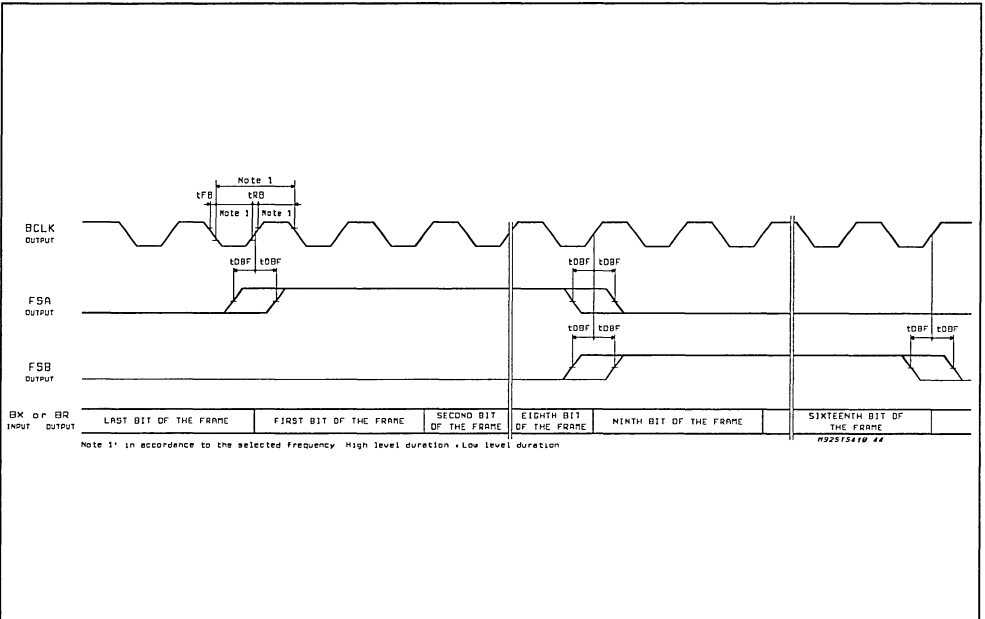 Note 1
tFB tRB
Note 1 Note 1
BCLK
OUTPUT
tDBF tDBF tDBF tDBF
FSA
OUTPUT
tDBF tDBF tDBF tDBF
FSB
OUTPUT
BX or BR
INPUT OUTPUT
LAST BIT OF THE FRAME
FIRST BIT OF THE FRAME
SECOND BIT
OF THE FRAME
EIGHTH BIT
OF THE FRAME
NINTH BIT OF THE FRAME
SIXTEENTH BIT OF
THE FRAME
Note 1' in accordance to the selected frequency High level duration , Low level duration
M92ST5410 44